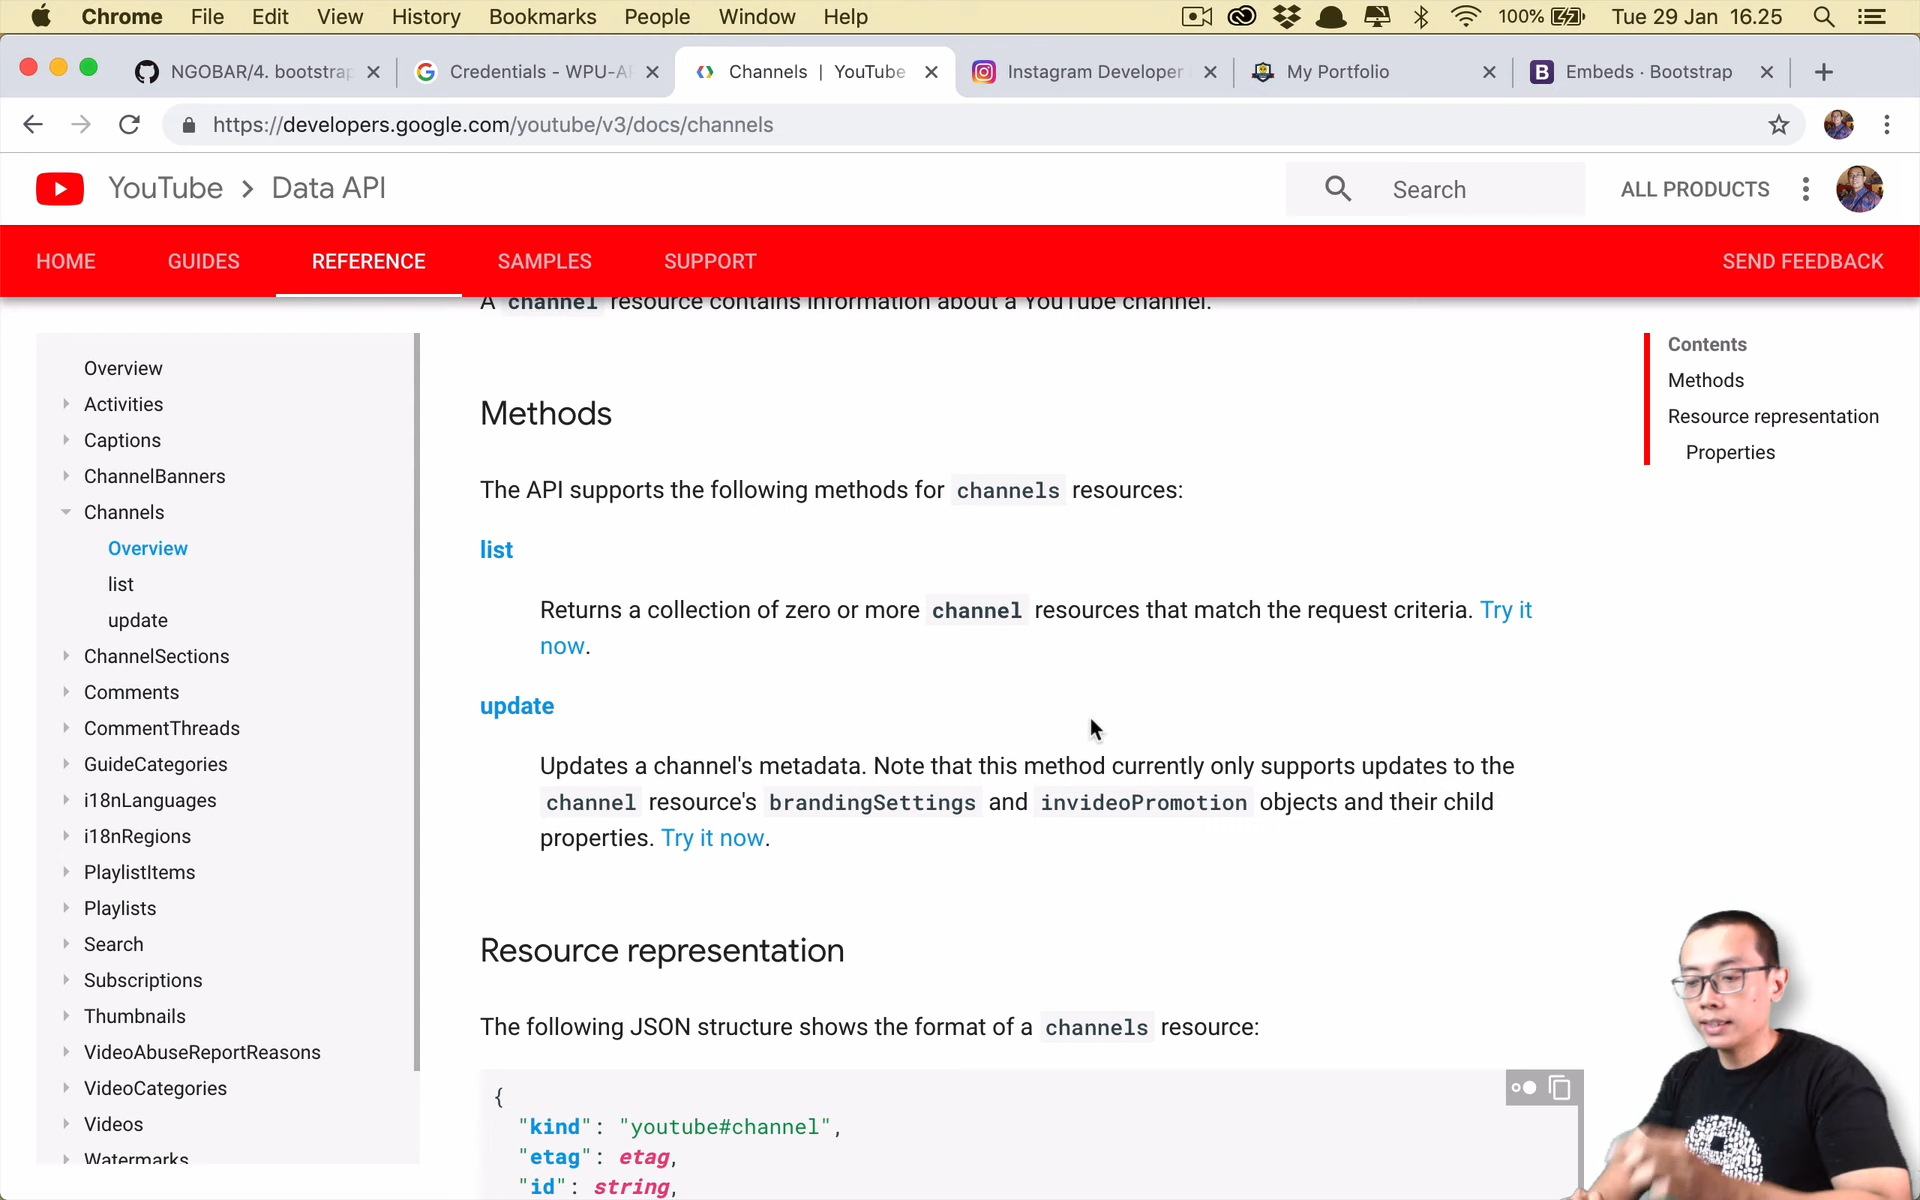 Chrome File Edit View History Bookmarks People Window Help 100% Tue 29 Jan 16.25
NGOBAR/4. bootstrap Credentials - WPU-AP Channels | YouTube Instagram Developer My Portfolio B Embeds · Bootstrap
https://developers.google.com/youtube/v3/docs/channels
YouTube > Data API Search ALL PRODUCTS
HOME GUIDES REFERENCE SAMPLES SUPPORT SEND FEEDBACK
A channel resource contains information about a YouTube channel.
Overview
Activities
Captions
ChannelBanners
Channels
Overview
list
update
ChannelSections
Comments
CommentThreads
GuideCategories
i18nLanguages
i18nRegions
PlaylistItems
Playlists
Search
Subscriptions
Thumbnails
VideoAbuseReportReasons
VideoCategories
Videos
Watermarks
Methods
The API supports the following methods for channels resources:
list
Returns a collection of zero or more channel resources that match the request criteria. Try it
now.
update
Updates a channel's metadata. Note that this method currently only supports updates to the
channel resource's brandingSettings and invideoPromotion objects and their child
properties. Try it now.
Resource representation
The following JSON structure shows the format of a channels resource:
{
"kind": "youtube#channel",
"etag": etag,
"id": string,
Contents
Methods
Resource representation
Properties